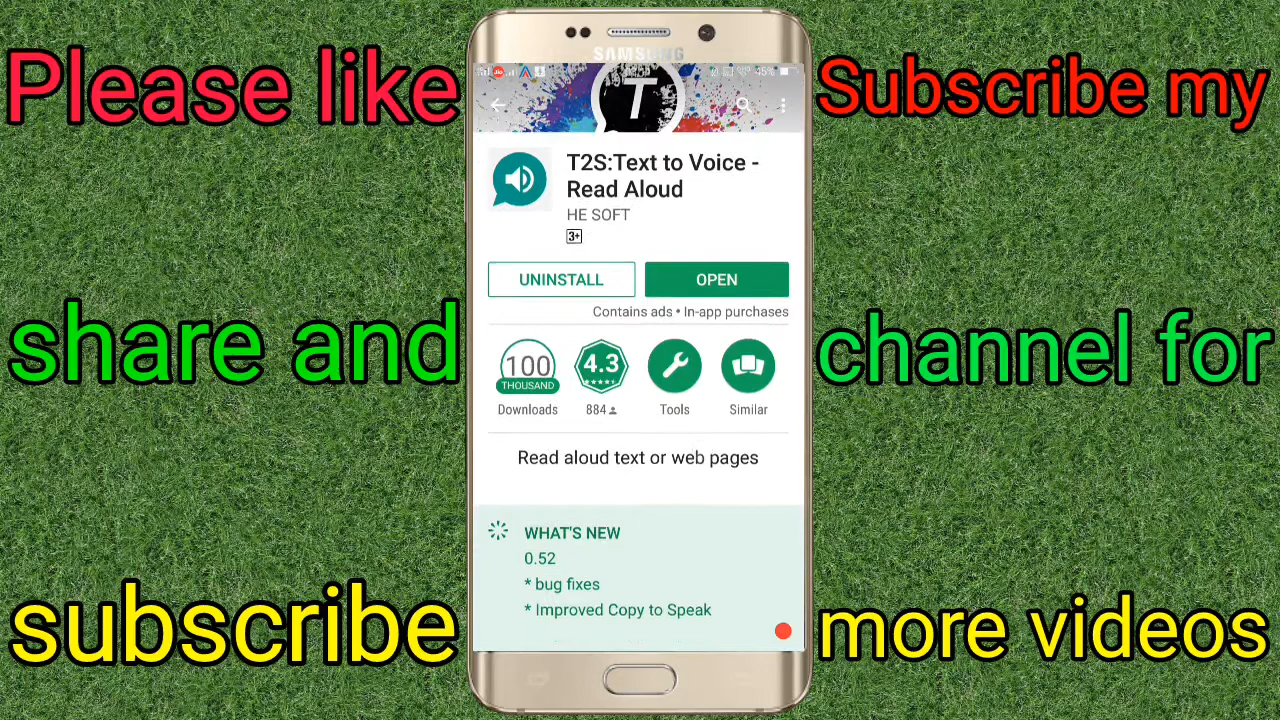 Please like
share and
subscribe
SAMSUNG
45%
T
T2S:Text to Voice -
Read Aloud
HE SOFT
3+
UNINSTALL
OPEN
Contains ads • In-app purchases
100
THOUSAND
4.3
Downloads
884
Tools
Similar
Read aloud text or web pages
WHAT'S NEW
0.52
* bug fixes
* Improved Copy to Speak
Subscribe my
channel for
more videos